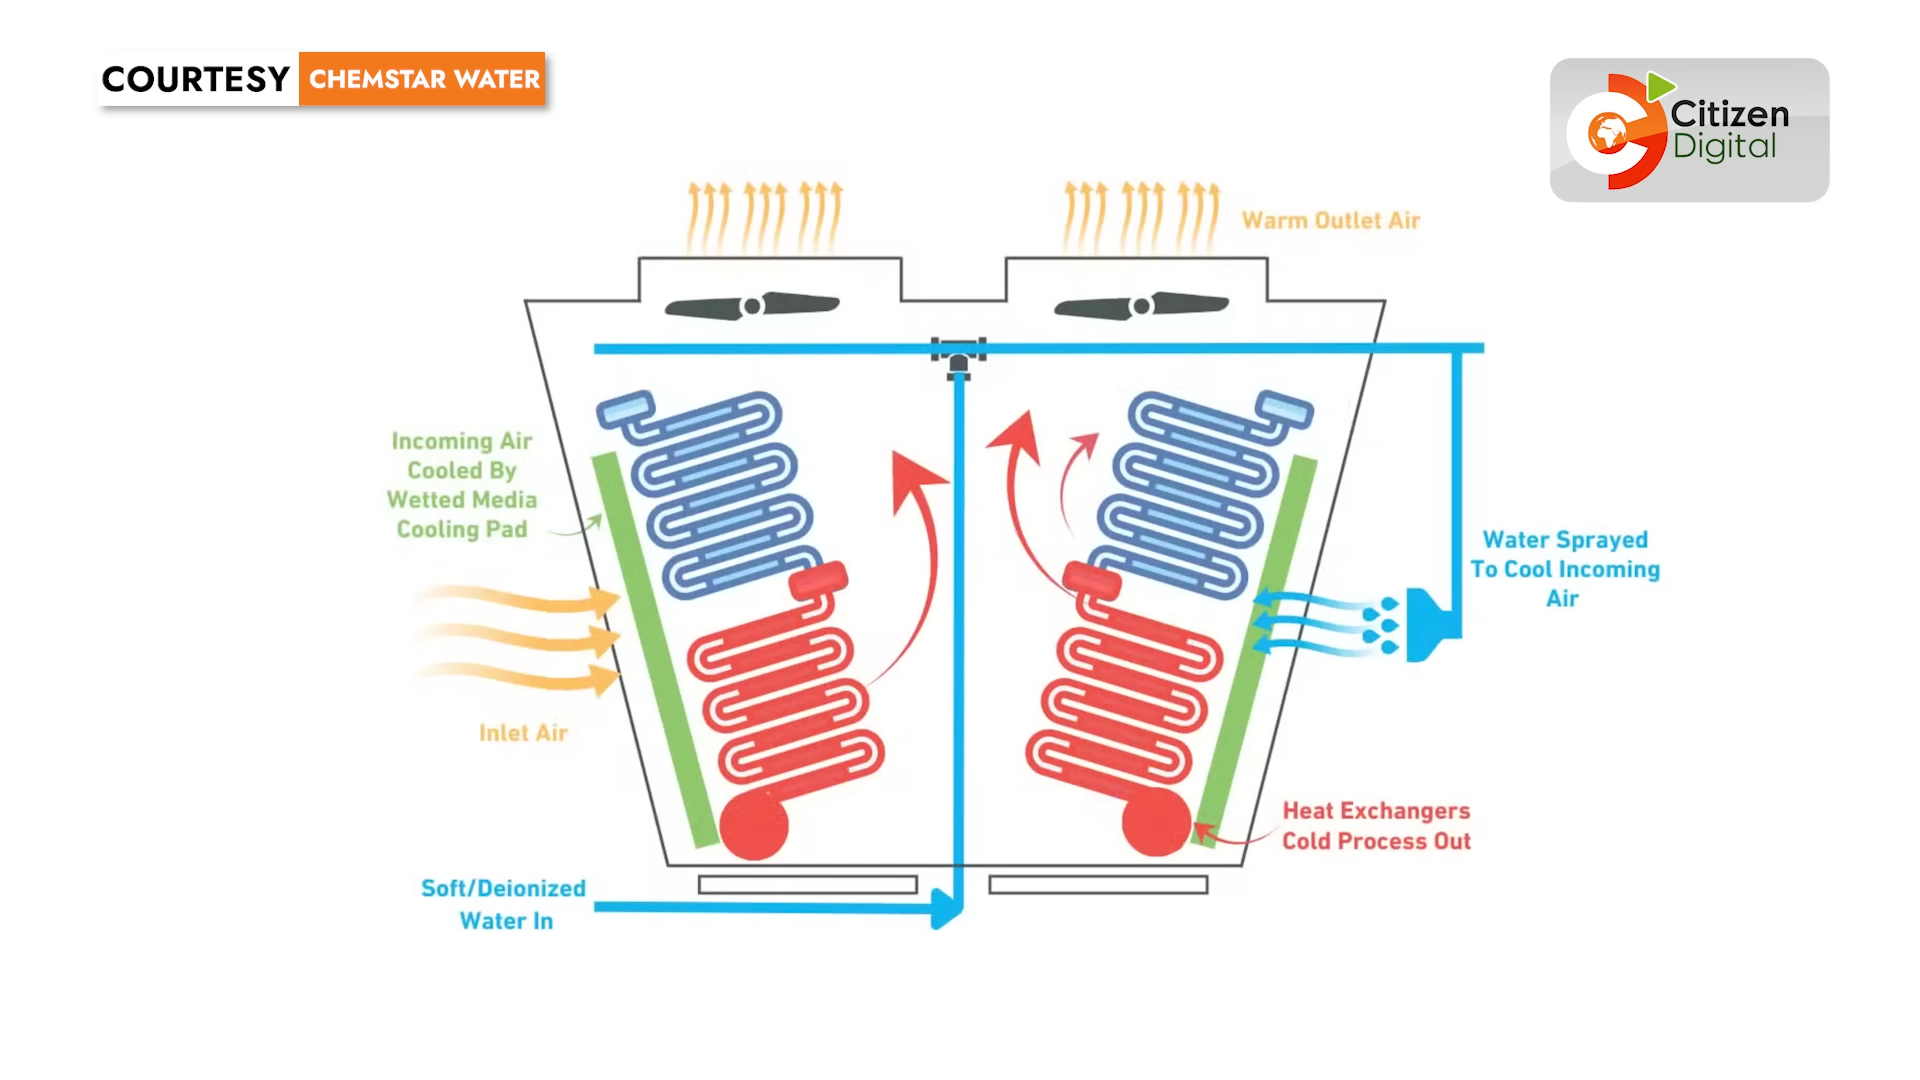 COURTESY CHEMSTAR WATER
Citizen
Digital
Warm Outlet Air
Incoming Air
Cooled By
Wetted Media
Cooling Pad
Water Sprayed
To Cool Incoming
Air
Inlet Air
Heat Exchangers
Cold Process Out
Soft/Deionized
Water In